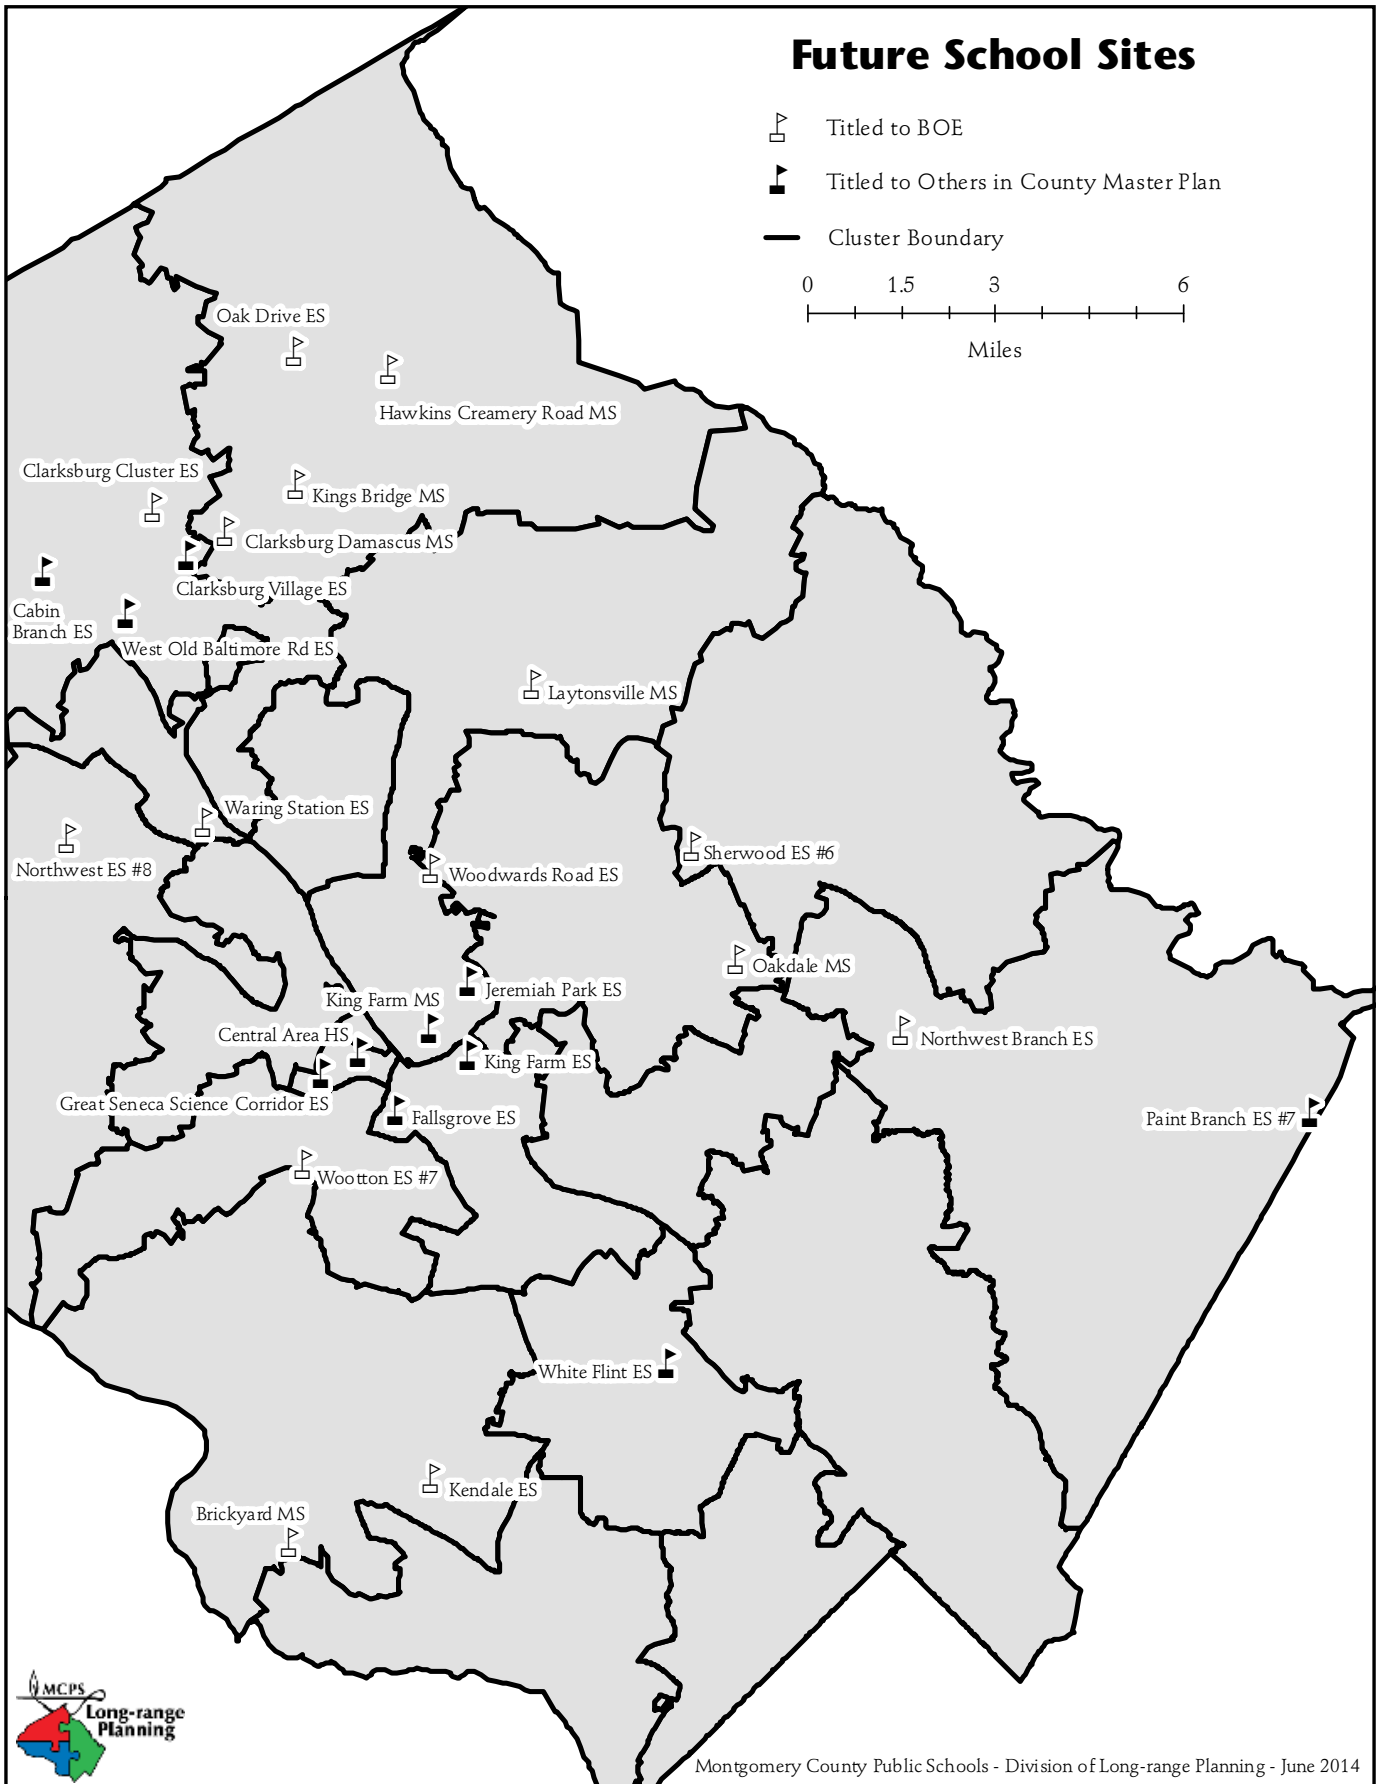 Future School Sites
Titled to BOE
Titled to Others in County Master Plan
Cluster Boundary
0 1.5 3 6
Miles
Oak Drive ES
Hawkins Creamery Road MS
Clarksburg Cluster ES
Kings Bridge MS
Clarksburg Damascus MS
Clarksburg Village ES
Cabin
Branch ES
West Old Baltimore Rd ES
Laytonsville MS
Waring Station ES
Northwest ES #8
Woodwards Road ES
Sherwood ES #6
Oakdale MS
Jeremiah Park ES
King Farm MS
Central Area HS
Northwest Branch ES
King Farm ES
Great Seneca Science Corridor ES
Fallsgrove ES
Paint Branch ES #7
Wootton ES #7
White Flint ES
Kendale ES
Brickyard MS
MCPS
Long-range
Planning
Montgomery County Public Schools - Division of Long-range Planning - June 2014